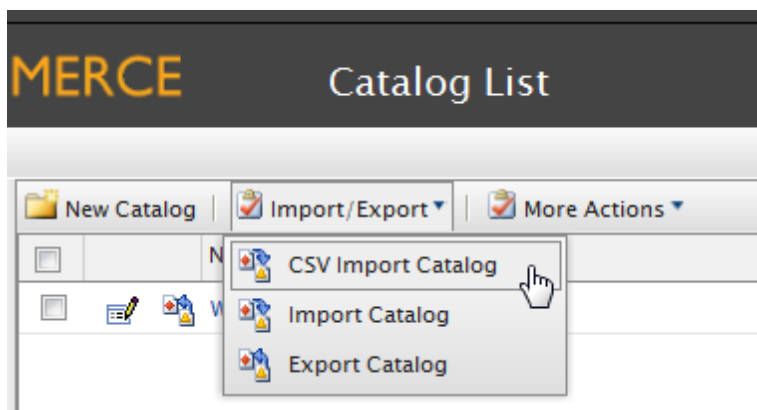 MERCE Catalog List
New Catalog Import/Export More Actions
N
CSV Import Catalog
W
Import Catalog
Export Catalog